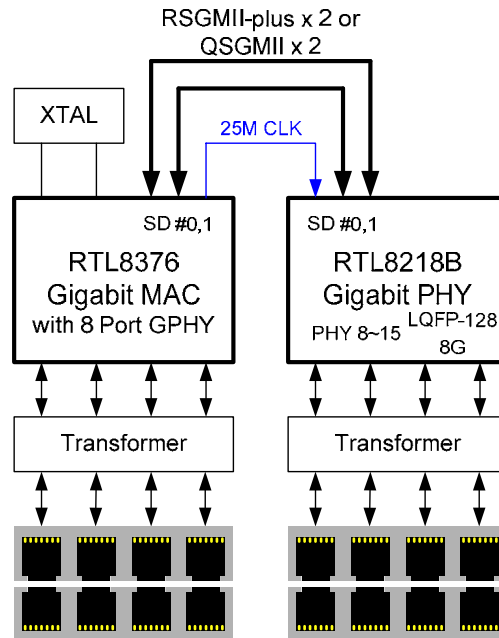 RSGMII-plus x 2 or
QSGMII x 2
XTAL
25M CLK
SD #0,1
RTL8376
Gigabit MAC
with 8 Port GPHY
SD #0,1
RTL8218B
Gigabit PHY
PHY 8~15
LQFP-128
8G
Transformer
Transformer